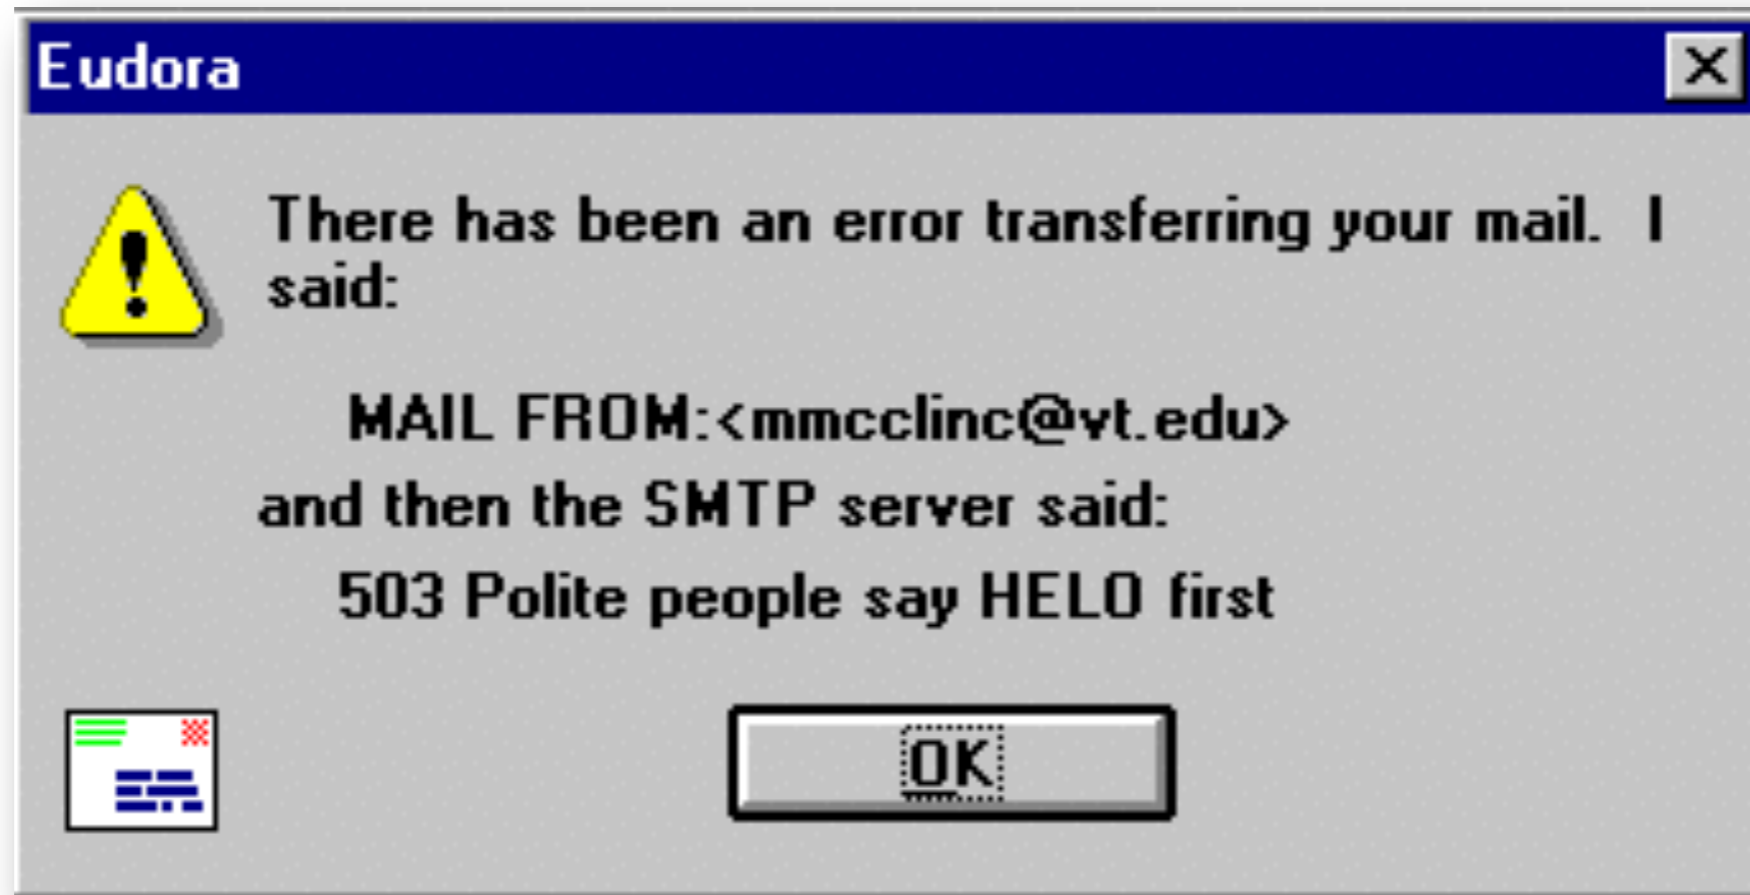 Eudora
There has been an error transferring your mail.  I
said:
MAIL FROM:<mmcclinc@vt.edu>
and then the SMTP server said:
503 Polite people say HELO first
OK